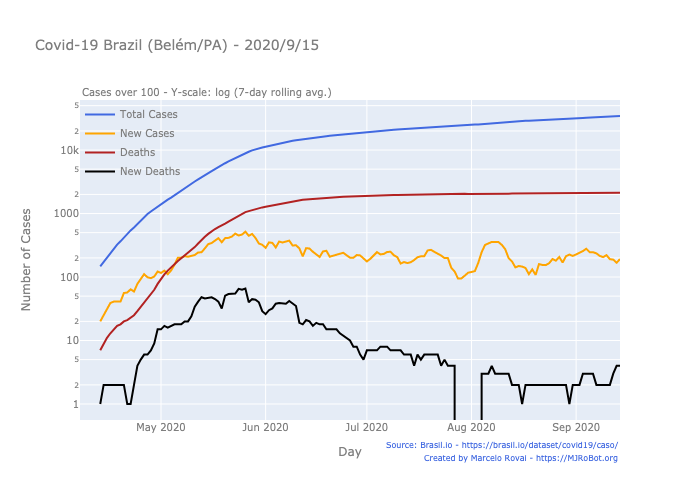 Covid-19 Brazil (Belém/PA) - 2020/9/15
Cases over 100 - Y-scale: log (7-day rolling avg.)
Total Cases
New Cases
Deaths
New Deaths
5
2
10k
5
2
1000
5
2
100
5
2
10
5
2
1
Number of Cases
May 2020
Jun 2020
Jul 2020
Aug 2020
Sep 2020
Day
Source: Brasil.io - https://brasil.io/dataset/covid19/caso/
Created by Marcelo Rovai - https://MJRoBot.org